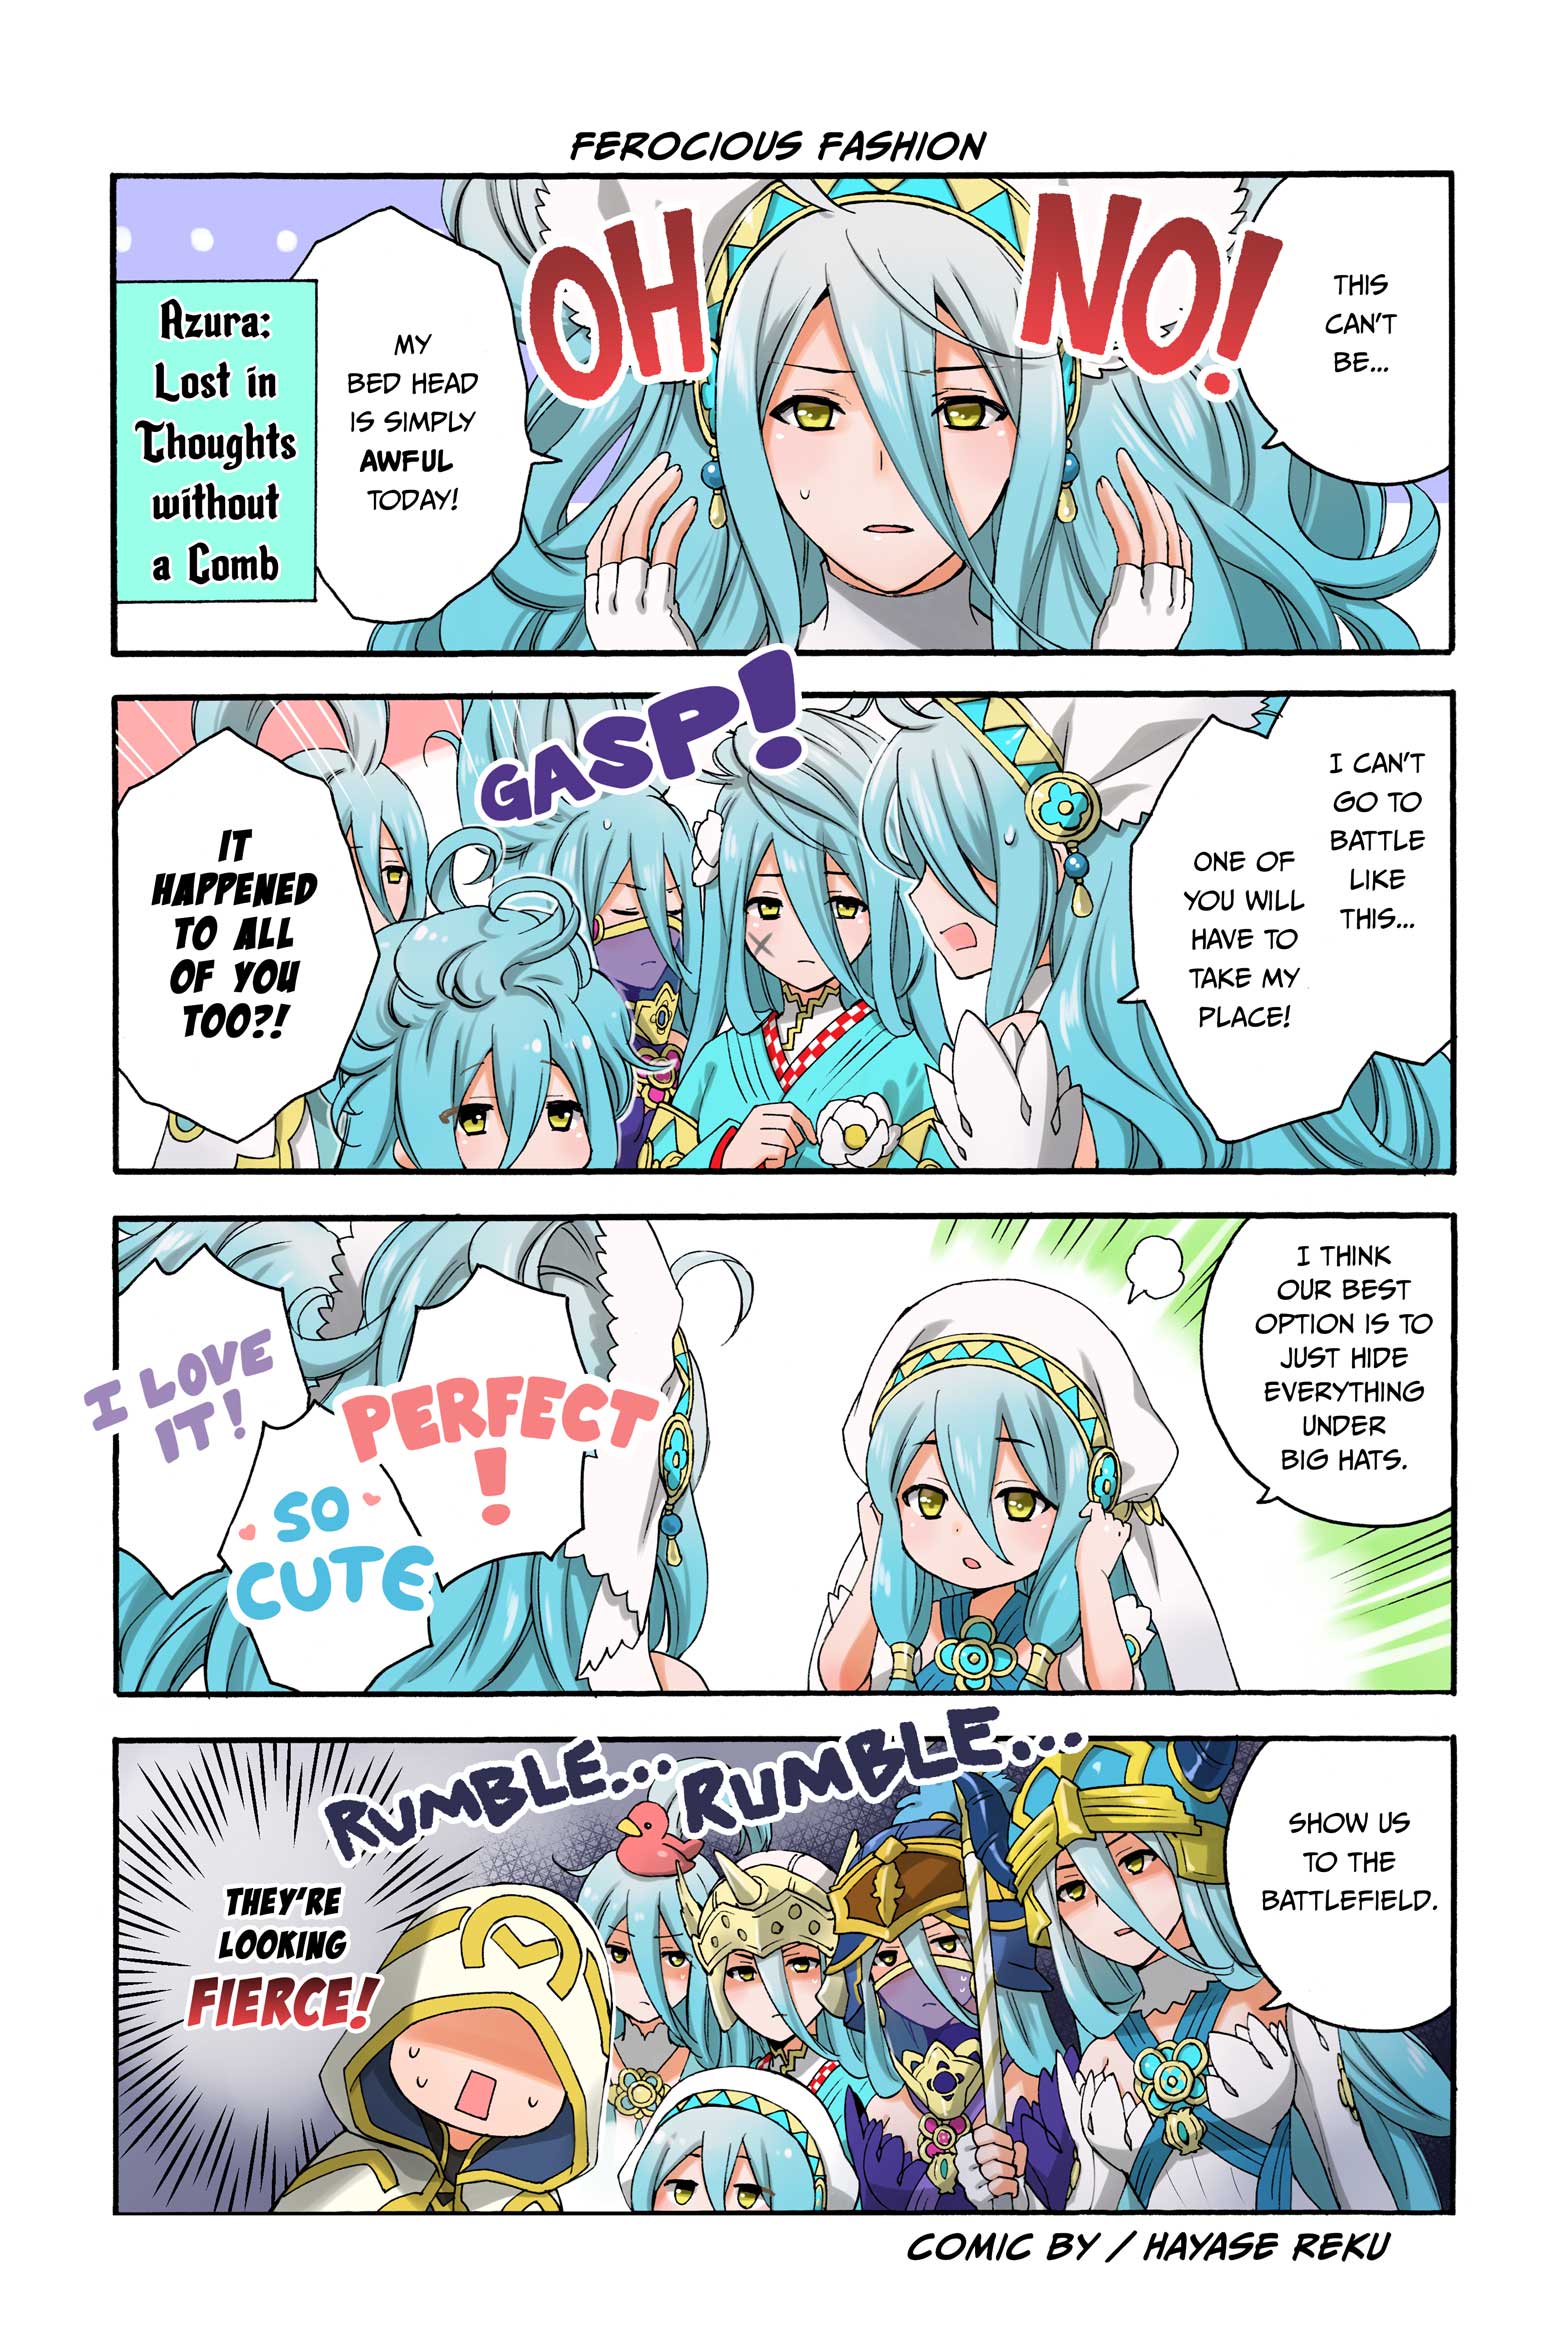 FEROCIOUS FASHION
THIS
CAN'T
BE...
OH NO!
MY
BED HEAD
IS SIMPLY
AWFUL
TODAY!
Azura:
Lost in
Thoughts
without
a Comb
I CAN'T
GO TO
BATTLE
LIKE
THIS...
ONE OF
YOU WILL
HAVE TO
TAKE MY
PLACE!
GASP!
IT
HAPPENED
TO ALL
OF YOU
TOO?!
I THINK
OUR BEST
OPTION IS TO
JUST HIDE
EVERYTHING
UNDER
BIG HATS.
PERFECT
!
SO
CUTE
I LOVE
IT!
SHOW US
TO THE
BATTLEFIELD.
RUMBLE... RUMBLE...
THEY'RE
LOOKING
FIERCE!
COMIC BY / HAYASE REKU